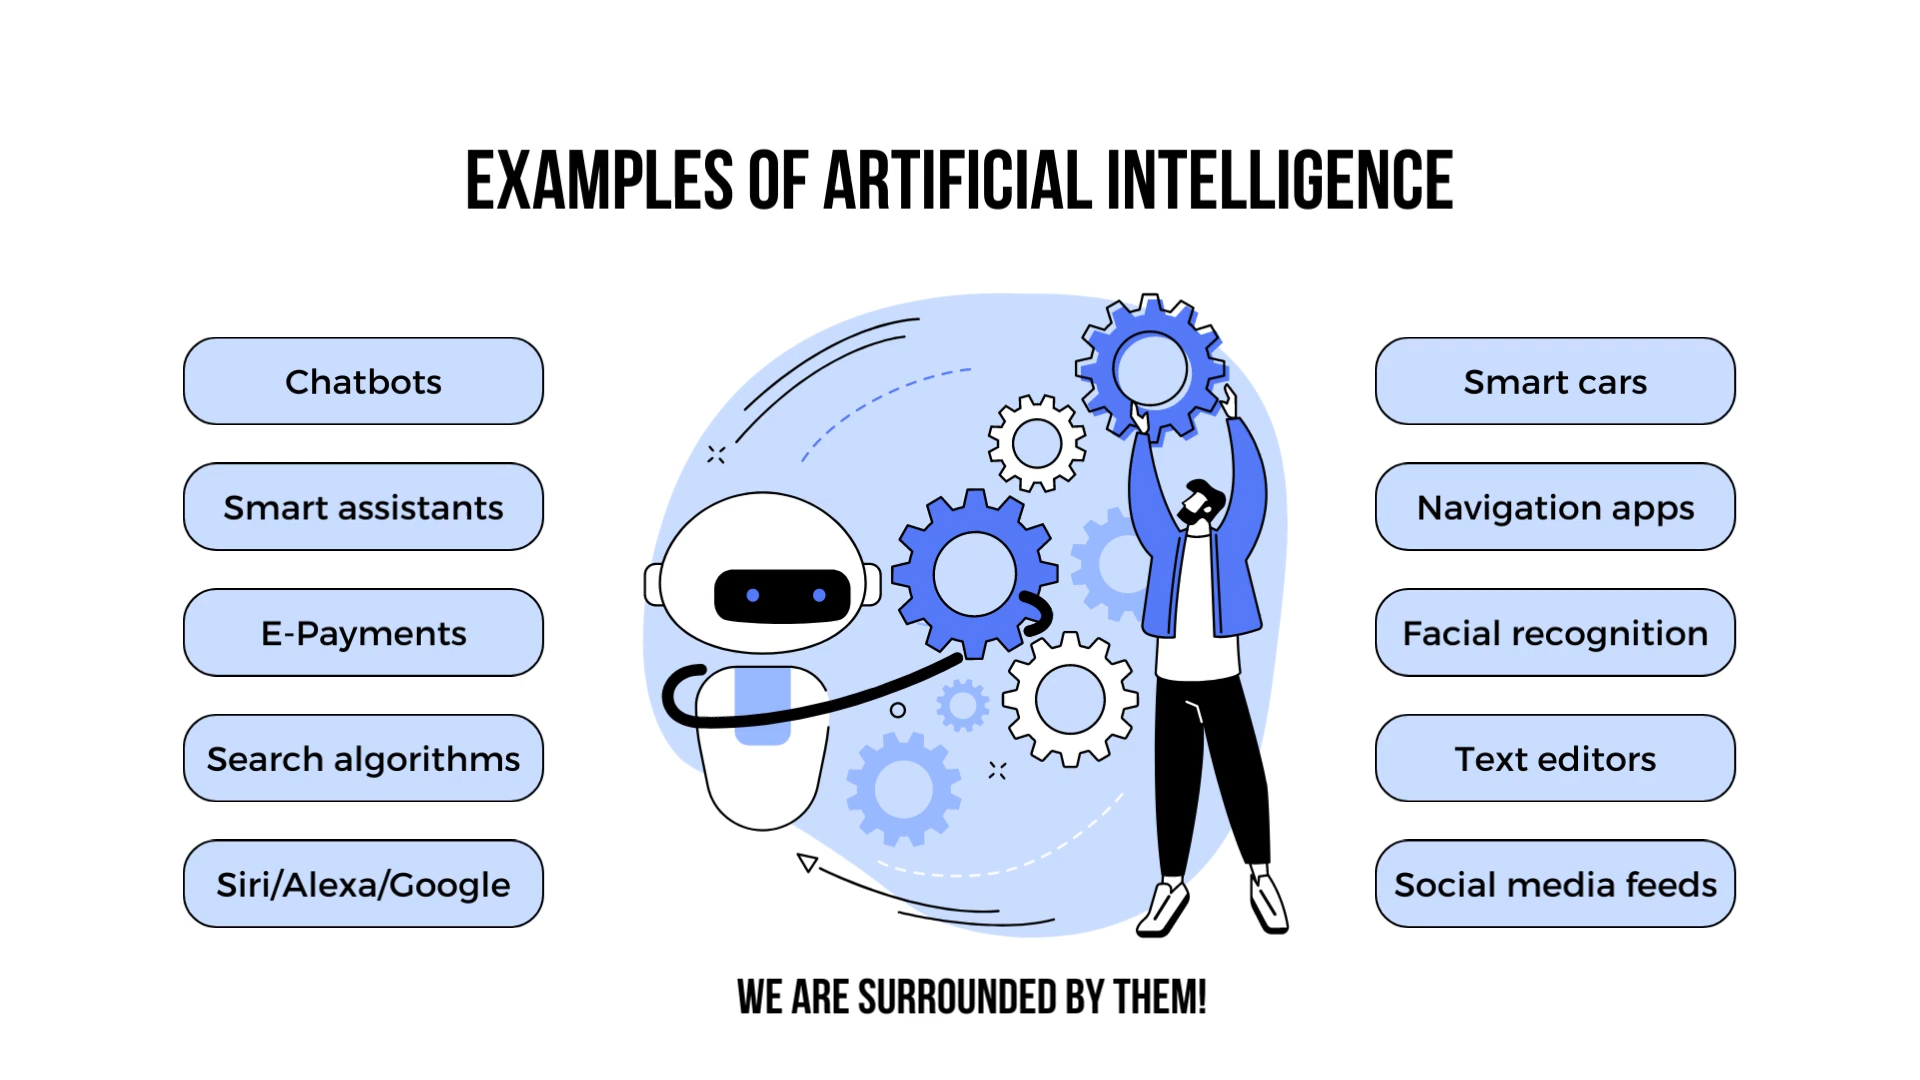 EXAMPLES OF ARTIFICIAL INTELLIGENCE
Chatbots
Smart assistants
E-Payments
Search algorithms
Siri/Alexa/Google
Smart cars
Navigation apps
Facial recognition
Text editors
Social media feeds
WE ARE SURROUNDED BY THEM!